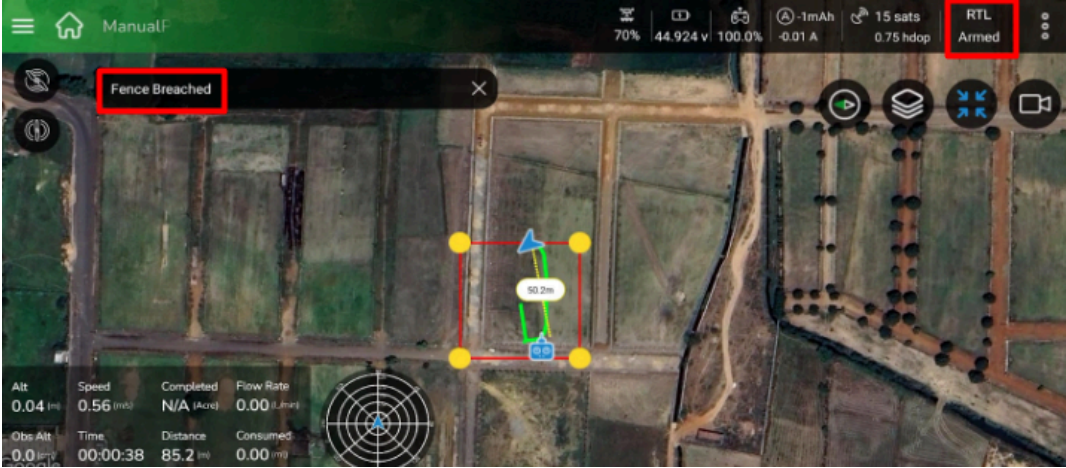 ManualF
70%
44.924 v
100.0%
A -1mAh
-0.01 A
15 sats
0.75 hdop
RTL
Armed
Fence Breached
50.2m
Alt
0.04 (m)
Speed
0.56 (m/s)
Completed
N/A (Acre)
Flow Rate
0.00 (L/min)
Obs Alt
0.0
Time
00:00:38
Distance
85.2 (m)
Consumed
0.00